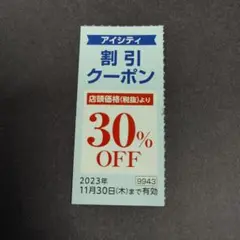 アイシティ
割引
クーポン
店頭価格(税抜)より
30%
OFF
2023年 9943
11月30日(木)まで有効